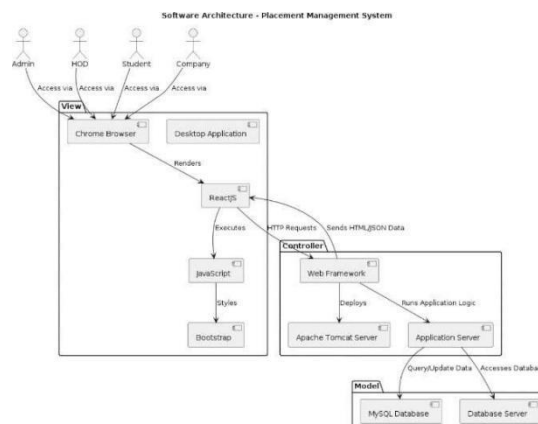 Software Architecture - Placement Management System
Admin
HOD
Student
Company
Access via
Access via
Access via
Access via
View
Chrome Browser
Desktop Application
Renders
ReactJS
Executes
HTTP Requests
Sends HTML/JSON Data
Controller
JavaScript
Web Framework
Styles
Deploys
Runs Application Logic
Bootstrap
Apache Tomcat Server
Application Server
Query/Update Data
Accesses Databa
Model
MySQL Database
Database Server